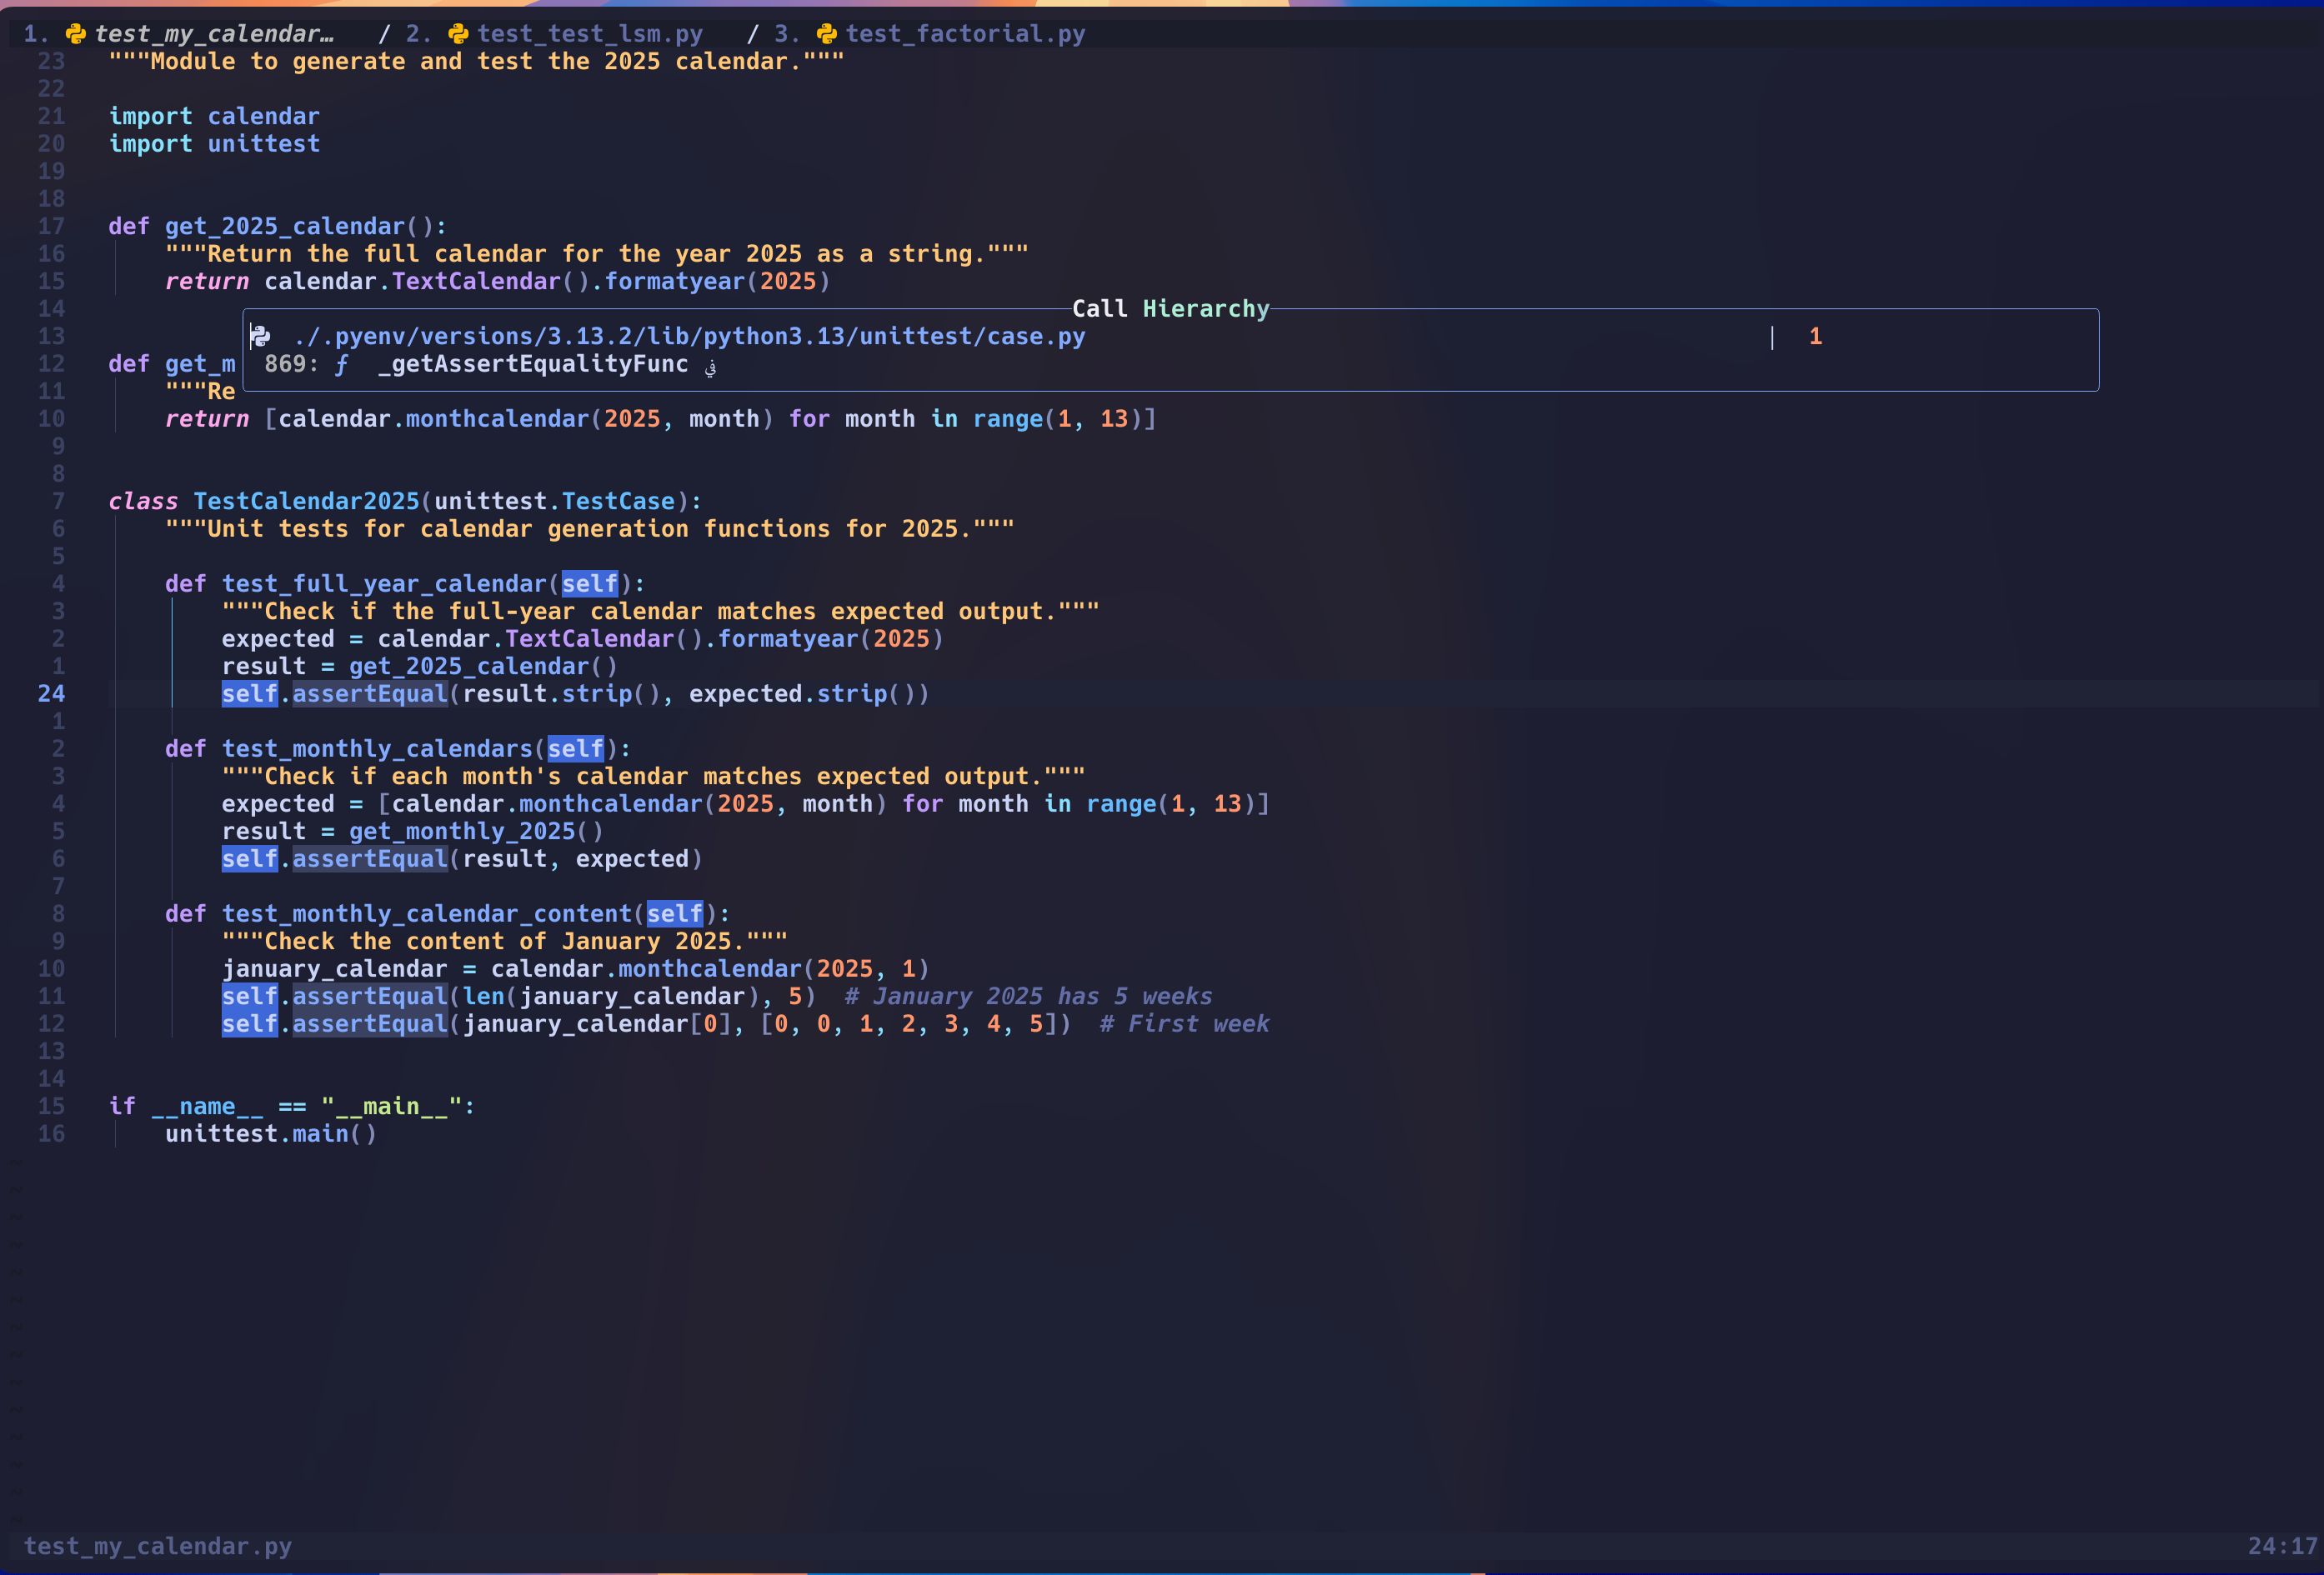 1. test_my_calendar… / 2. test_test_lsm.py / 3. test_factorial.py
23 """Module to generate and test the 2025 calendar."""
22
21 import calendar
20 import unittest
19
18
17 def get_2025_calendar():
16 """Return the full calendar for the year 2025 as a string."""
15 return calendar.TextCalendar().formatyear(2025)
14
Call Hierarchy
13
./.pyenv/versions/3.13.2/lib/python3.13/unittest/case.py | 1
12 def get_m
869: ƒ _getAssertEqualityFunc في
11 """Re
10 return [calendar.monthcalendar(2025, month) for month in range(1, 13)]
9
8
7 class TestCalendar2025(unittest.TestCase):
6 """Unit tests for calendar generation functions for 2025."""
5
4 def test_full_year_calendar(self):
3 """Check if the full-year calendar matches expected output."""
2 expected = calendar.TextCalendar().formatyear(2025)
1 result = get_2025_calendar()
24 self.assertEqual(result.strip(), expected.strip())
1
2 def test_monthly_calendars(self):
3 """Check if each month's calendar matches expected output."""
4 expected = [calendar.monthcalendar(2025, month) for month in range(1, 13)]
5 result = get_monthly_2025()
6 self.assertEqual(result, expected)
7
8 def test_monthly_calendar_content(self):
9 """Check the content of January 2025."""
10 january_calendar = calendar.monthcalendar(2025, 1)
11 self.assertEqual(len(january_calendar), 5)  # January 2025 has 5 weeks
12 self.assertEqual(january_calendar[0], [0, 0, 1, 2, 3, 4, 5])  # First week
13
14
15 if __name__ == "__main__":
16 unittest.main()
test_my_calendar.py 24:17